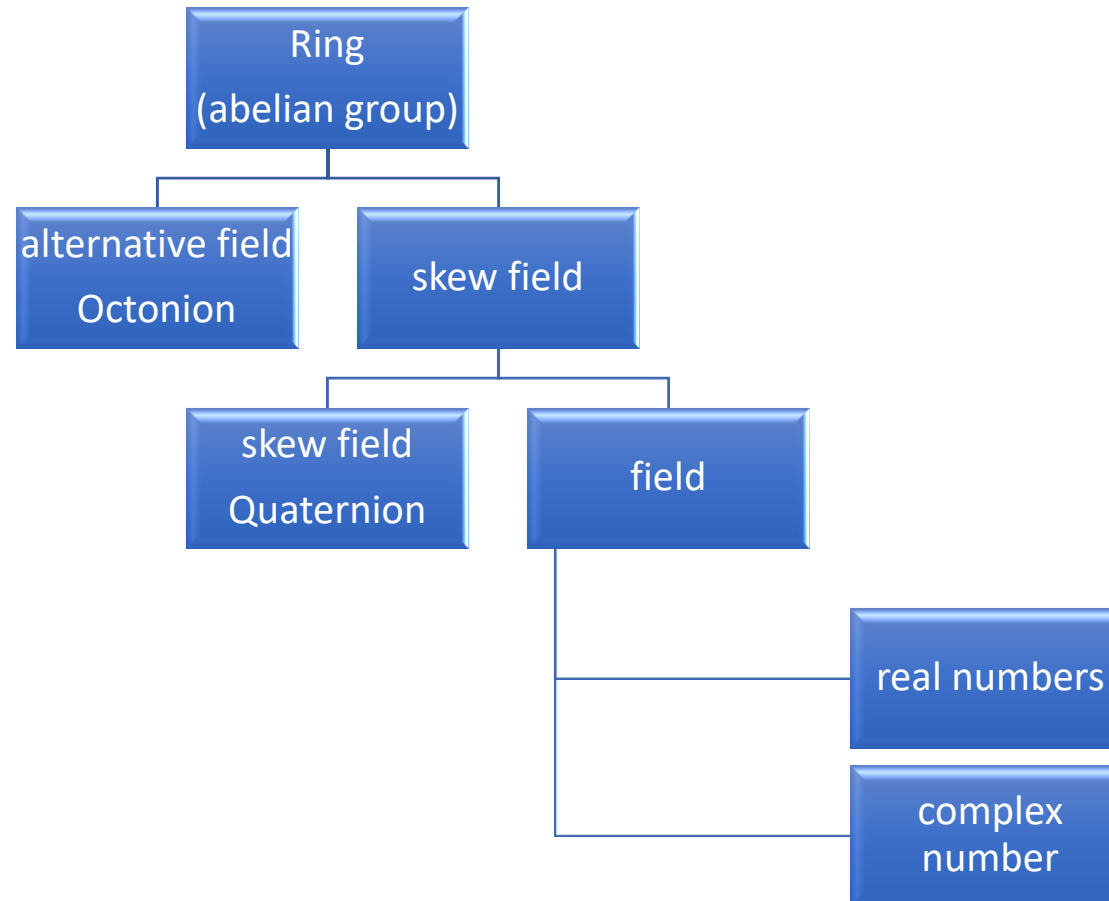 Ring
(abelian group)
alternative field
Octonion
skew field
skew field
Quaternion
field
real numbers
complex
number